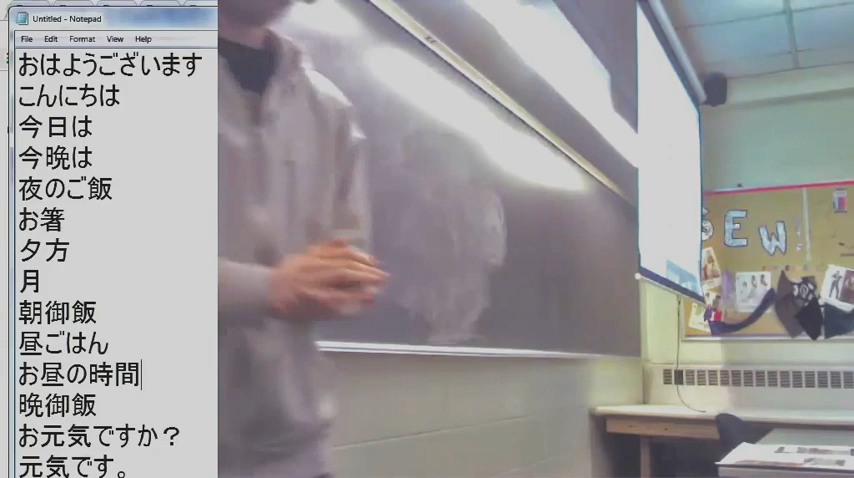 Untitled - Notepad
File Edit Format View Help
おはようございます
こんにちは
今日は
今晩は
夜のご飯
お箸
夕方
月
朝御飯
昼ごはん
お昼の時間
晩御飯
お元気ですか？
元気です。
SEW!